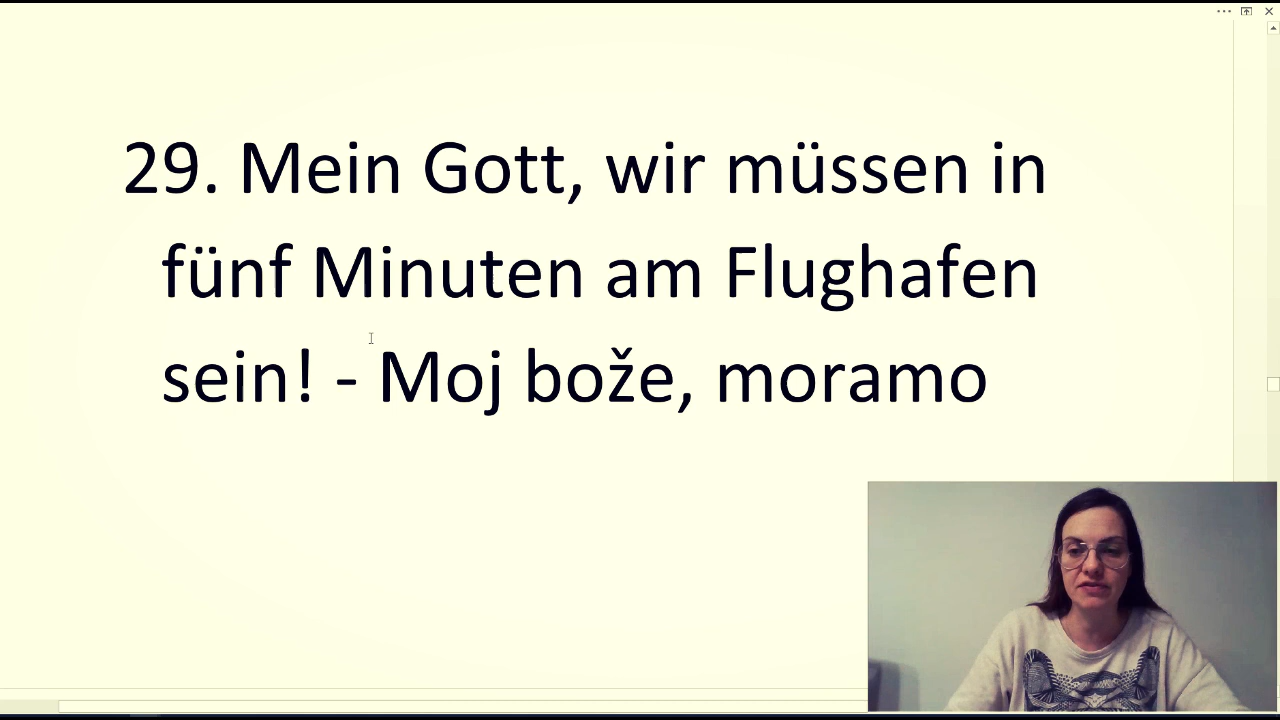 29. Mein Gott, wir müssen in
fünf Minuten am Flughafen
sein! - Moj bože, moramo